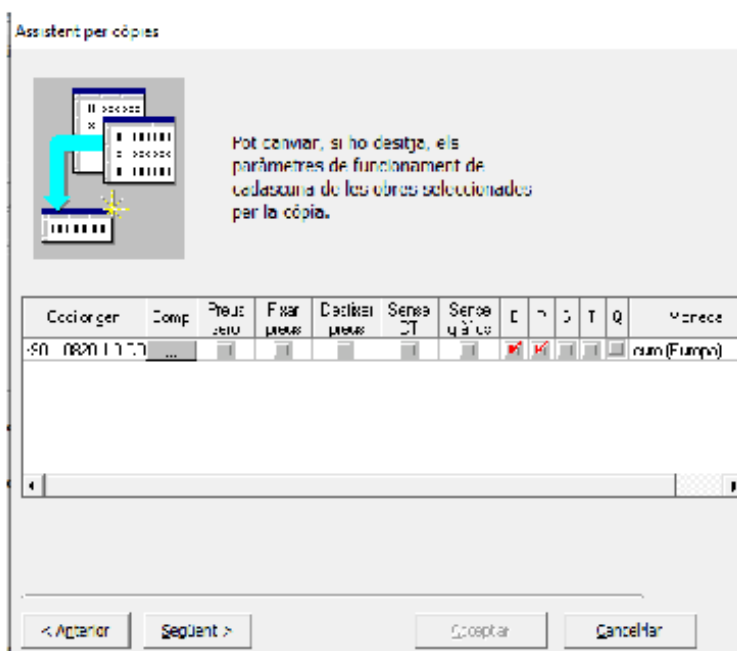 Assistent per còpies
Pot canviar, si ho desitja, els
paràmetres de funcionament de
cadascuna de les obres seleccionades
per la còpia.
Codi origen Comp Preus zero Fixar preus Desfixar preus Sense DT Sense gràfics E P S T Q Moneda
... euro (Europa)
< Anterior Següent > Acceptar Cancel·lar